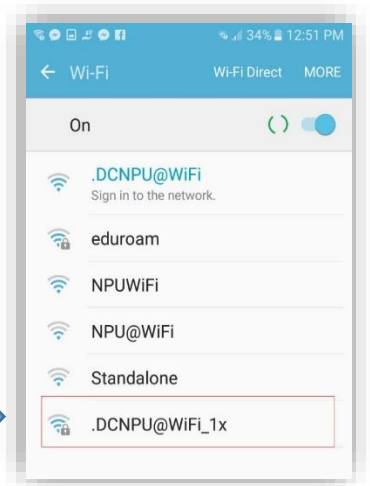 34% 12:51 PM
Wi-Fi Wi-Fi Direct MORE
On
.DCNPU@WiFi
Sign in to the network.
eduroam
NPUWiFi
NPU@WiFi
Standalone
.DCNPU@WiFi_1x